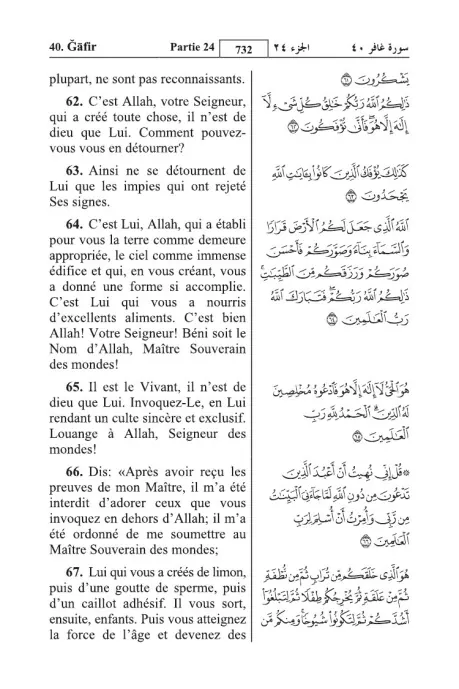 40. Ğāfir Partie 24 732 الجزء ٢٤ سورة غافر ٤٠
plupart, ne sont pas reconnaissants.
62. C’est Allah, votre Seigneur,
qui a créé toute chose, il n’est de
dieu que Lui. Comment pouvez-
vous vous en détourner?
63. Ainsi ne se détournent de
Lui que les impies qui ont rejeté
Ses signes.
64. C’est Lui, Allah, qui a établi
pour vous la terre comme demeure
appropriée, le ciel comme immense
édifice et qui, en vous créant, vous
a donné une forme si accomplie.
C’est Lui qui vous a nourris
d’excellents aliments. C’est bien
Allah! Votre Seigneur! Béni soit le
Nom d’Allah, Maître Souverain
des mondes!
65. Il est le Vivant, il n’est de
dieu que Lui. Invoquez-Le, en Lui
rendant un culte sincère et exclusif.
Louange à Allah, Seigneur des
mondes!
66. Dis: «Après avoir reçu les
preuves de mon Maître, il m’a été
interdit d’adorer ceux que vous
invoquez en dehors d’Allah; il m’a
été ordonné de me soumettre au
Maître Souverain des mondes;
67. Lui qui vous a créés de limon,
puis d’une goutte de sperme, puis
d’un caillot adhésif. Il vous sort,
ensuite, enfants. Puis vous atteignez
la force de l’âge et devenez des
يَشْكُرُونَ ٦١
ذَٰلِكُمُ ٱللَّهُ رَبُّكُمْ خَٰلِقُ كُلِّ شَىْءٍ لَّآ
إِلَٰهَ إِلَّا هُوَ ۖ فَأَنَّىٰ تُؤْفَكُونَ ٦٢
كَذَٰلِكَ يُؤْفَكُ ٱلَّذِينَ كَانُوا۟ بِـَٔايَٰتِ ٱللَّهِ
يَجْحَدُونَ ٦٣
ٱللَّهُ ٱلَّذِى جَعَلَ لَكُمُ ٱلْأَرْضَ قَرَارًا
وَٱلسَّمَآءَ بِنَآءً وَصَوَّرَكُمْ فَأَحْسَنَ
صُوَرَكُمْ وَرَزَقَكُم مِّنَ ٱلطَّيِّبَٰتِ ۚ
ذَٰلِكُمُ ٱللَّهُ رَبُّكُمْ ۖ فَتَبَارَكَ ٱللَّهُ
رَبُّ ٱلْعَٰلَمِينَ ٦٤
هُوَ ٱلْحَىُّ لَآ إِلَٰهَ إِلَّا هُوَ فَٱدْعُوهُ مُخْلِصِينَ
لَهُ ٱلدِّينَ ۗ ٱلْحَمْدُ لِلَّهِ رَبِّ
ٱلْعَٰلَمِينَ ٦٥
۞ قُلْ إِنِّى نُهِيتُ أَنْ أَعْبُدَ ٱلَّذِينَ
تَدْعُونَ مِن دُونِ ٱللَّهِ لَمَّا جَآءَنِىَ ٱلْبَيِّنَٰتُ
مِن رَّبِّى وَأُمِرْتُ أَنْ أُسْلِمَ لِرَبِّ
ٱلْعَٰلَمِينَ ٦٦
هُوَ ٱلَّذِى خَلَقَكُم مِّن تُرَابٍ ثُمَّ مِن نُّطْفَةٍ
ثُمَّ مِنْ عَلَقَةٍ ثُمَّ يُخْرِجُكُمْ طِفْلًا ثُمَّ لِتَبْلُغُوٓا۟
أَشُدَّكُمْ ثُمَّ لِتَكُونُوا۟ شُيُوخًا ۚ وَمِنكُم مَّن